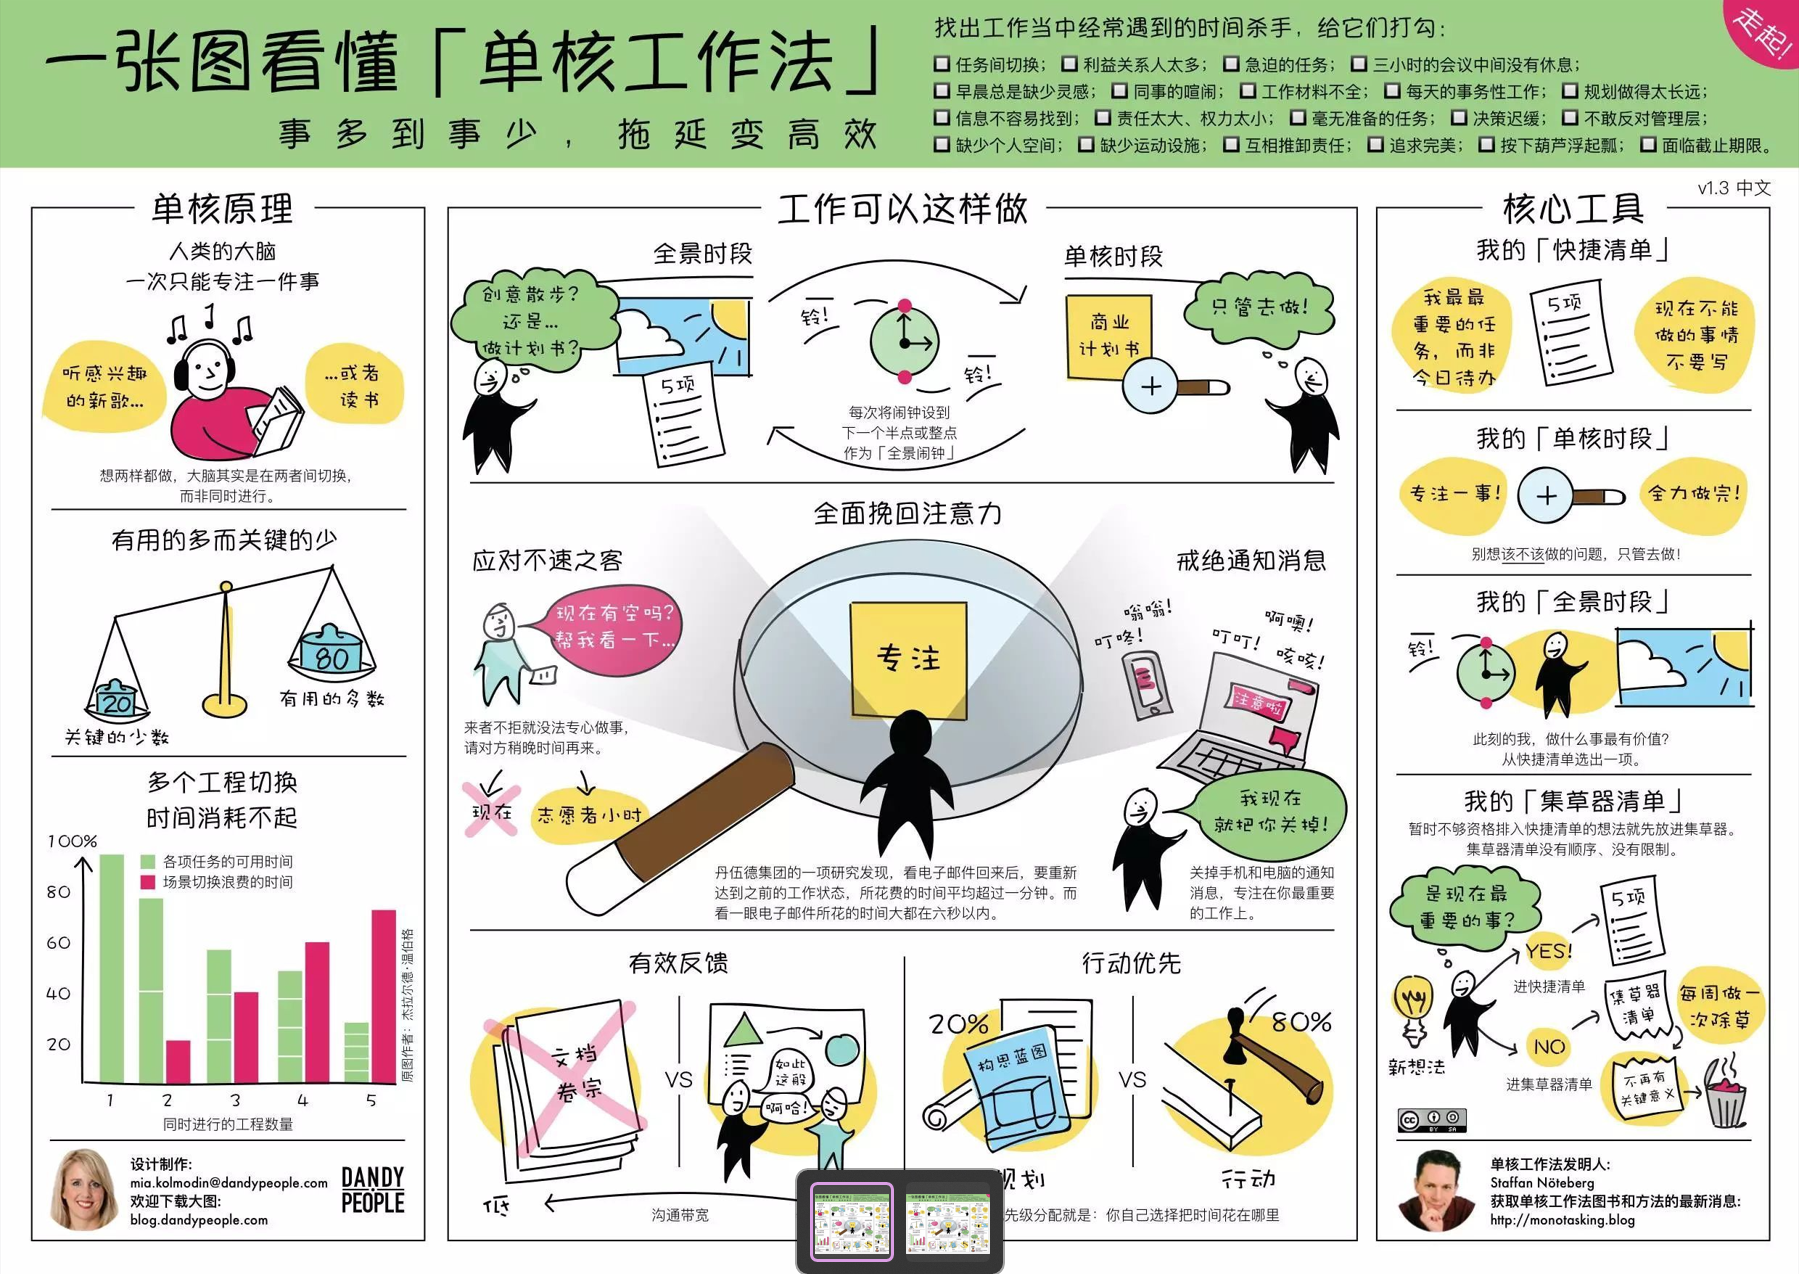 一张图看懂「单核工作法」
事多到事少，拖延变高效
找出工作当中经常遇到的时间杀手，给它们打勾：
任务间切换； 利益关系人太多； 急迫的任务； 三小时的会议中间没有休息；
早晨总是缺少灵感； 同事的喧闹； 工作材料不全； 每天的事务性工作； 规划做得太长远；
信息不容易找到； 责任太大、权力太小； 毫无准备的任务； 决策迟缓； 不敢反对管理层；
缺少个人空间； 缺少运动设施； 互相推卸责任； 追求完美； 按下葫芦浮起瓢； 面临截止期限。
走起!
v1.3 中文
单核原理
人类的大脑
一次只能专注一件事
听感兴趣
的新歌...
...或者
读书
想两样都做，大脑其实是在两者间切换，
而非同时进行。
有用的多而关键的少
80
20
有用的多数
关键的少数
多个工程切换
时间消耗不起
100%
80
60
40
20
各项任务的可用时间
场景切换浪费的时间
1 2 3 4 5
同时进行的工程数量
原图作者：杰拉尔德·温伯格
设计制作:
mia.kolmodin@dandypeople.com
欢迎下载大图:
blog.dandypeople.com
DANDY
PEOPLE
工作可以这样做
全景时段
创意散步?
还是...
做计划书?
5项
铃!
铃!
每次将闹钟设到
下一个半点或整点
作为「全景闹钟」
单核时段
商业
计划书
只管去做!
全面挽回注意力
应对不速之客
现在有空吗?
帮我看一下...
来者不拒就没法专心做事，
请对方稍晚时间再来。
现在
志愿者小时
专注
戒绝通知消息
嗡嗡!
叮咚!
啊噢!
叮叮!
咳咳!
注意啦
我现在
就把你关掉!
丹伍德集团的一项研究发现，看电子邮件回来后，要重新
达到之前的工作状态，所花费的时间平均超过一分钟。而
看一眼电子邮件所花的时间大都在六秒以内。
关掉手机和电脑的通知
消息，专注在你最重要
的工作上。
有效反馈
文档
卷宗
VS
如此
这般
啊哈!
低
沟通带宽
行动优先
20%
构思蓝图
VS
80%
规划
行动
先级分配就是：你自己选择把时间花在哪里
核心工具
我的「快捷清单」
我最最
重要的任
务，而非
今日待办
5项
现在不能
做的事情
不要写
我的「单核时段」
专注一事!
全力做完!
别想该不该做的问题，只管去做!
我的「全景时段」
铃!
此刻的我，做什么事最有价值?
从快捷清单选出一项。
我的「集草器清单」
暂时不够资格排入快捷清单的想法就先放进集草器。
集草器清单没有顺序、没有限制。
是现在最
重要的事?
5项
YES!
进快捷清单
集草器
清单
每周做一
次除草
新想法
NO
进集草器清单
不再有
关键意义
cc BY SA
单核工作法发明人:
Staffan Nöteberg
获取单核工作法图书和方法的最新消息:
http://monotasking.blog